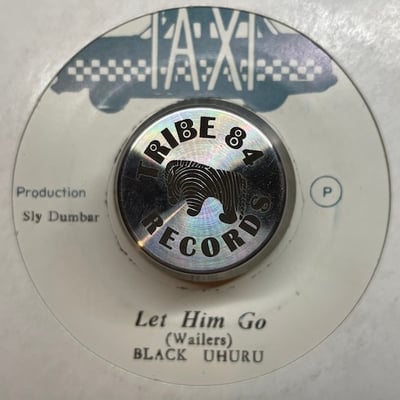 TAXI
TRIBE 84
RECORDS
Production
Sly Dumbar
P
Let Him Go
(Wailers)
BLACK UHURU